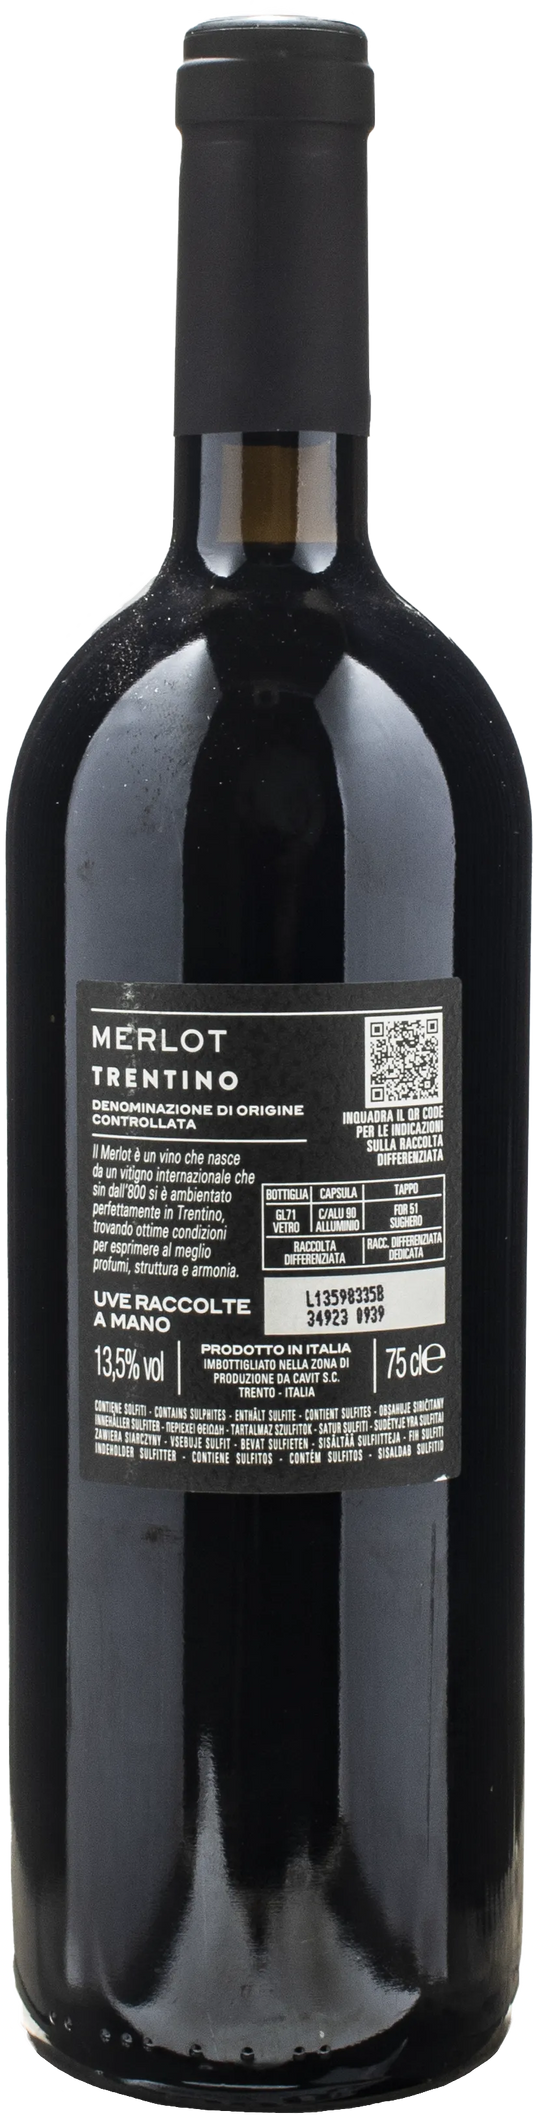 MERLOT
TRENTINO
DENOMINAZIONE DI ORIGINE
CONTROLLATA
Il Merlot è un vino che nasce
da un vitigno internazionale che
sin dall'800 si è ambientato
perfettamente in Trentino,
trovando ottime condizioni
per esprimere al meglio
profumi, struttura e armonia.
UVE RACCOLTE
A MANO
INQUADRA IL QR CODE
PER LE INDICAZIONI
SULLA RACCOLTA
DIFFERENZIATA
BOTTIGLIA CAPSULA TAPPO
GL71 C/ALU 90 FOR 51
VETRO ALLUMINIO SUGHERO
RACCOLTA RACC. DIFFERENZIATA
DIFFERENZIATA DEDICATA
L13598335B
34923 0939
13,5% vol
PRODOTTO IN ITALIA
IMBOTTIGLIATO NELLA ZONA DI
PRODUZIONE DA CAVIT S.C.
TRENTO - ITALIA
75 cl e
CONTIENE SOLFITI - CONTAINS SULPHITES - ENTHÄLT SULFITE - CONTIENT SULFITES - OBSAHUJE SIŘIČITANY
INNEHÅLLER SULFITER - ΠΕΡΙΕΧΕΙ ΘΕΙΩΔΗ - TARTALMAZ SZULFITOK - SATUR SULFĪTI - SUDĖTYJE YRA SULFITAI
ZAWIERA SIARCZYNY - VSEBUJE SULFIT - BEVAT SULFIETEN - SISÄLTÄÄ SULFIITTEJA - FIH SULFITI
INDEHOLDER SULFITTER - CONTIENE SULFITOS - CONTÉM SULFITOS - SISALDAB SULFITID